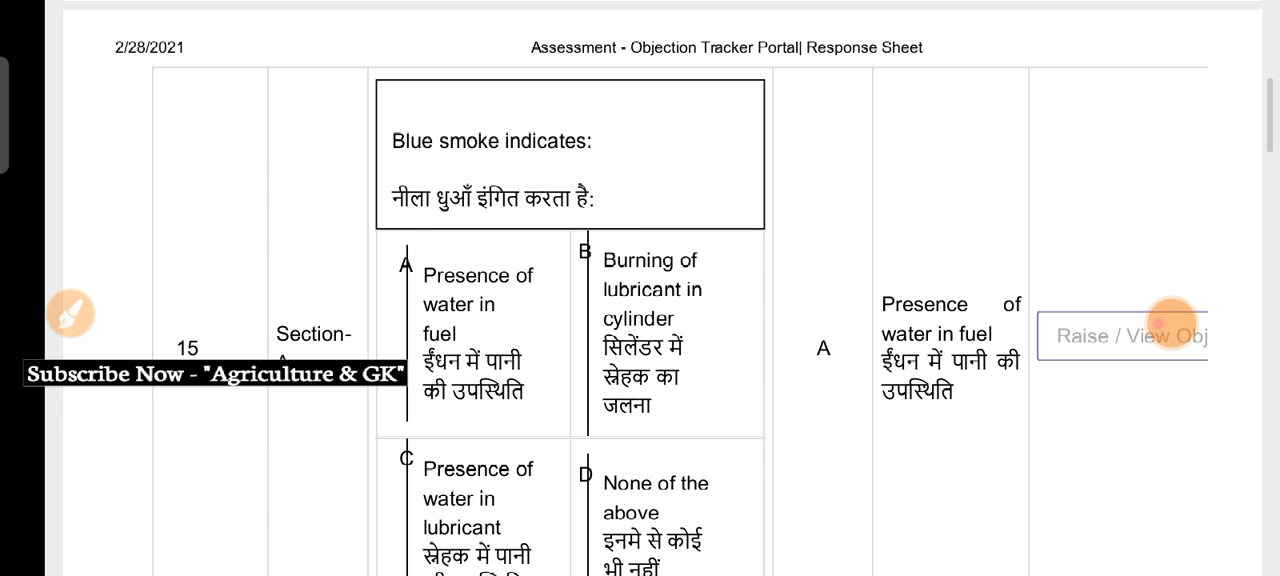 2/28/2021
Assessment - Objection Tracker Portal| Response Sheet
Blue smoke indicates:
नीला धुआँ इंगित करता है:
15
Section-
A
Presence of
water in
fuel
ईंधन में पानी
की उपस्थिति
B
Burning of
lubricant in
cylinder
सिलेंडर में
स्नेहक का
जलना
C
Presence of
water in
lubricant
स्नेहक में पानी
D
None of the
above
इनमे से कोई
भी नहीं
A
Presence of
water in fuel
ईंधन में पानी की
उपस्थिति
Raise / View Obj
Subscribe Now - "Agriculture & GK"